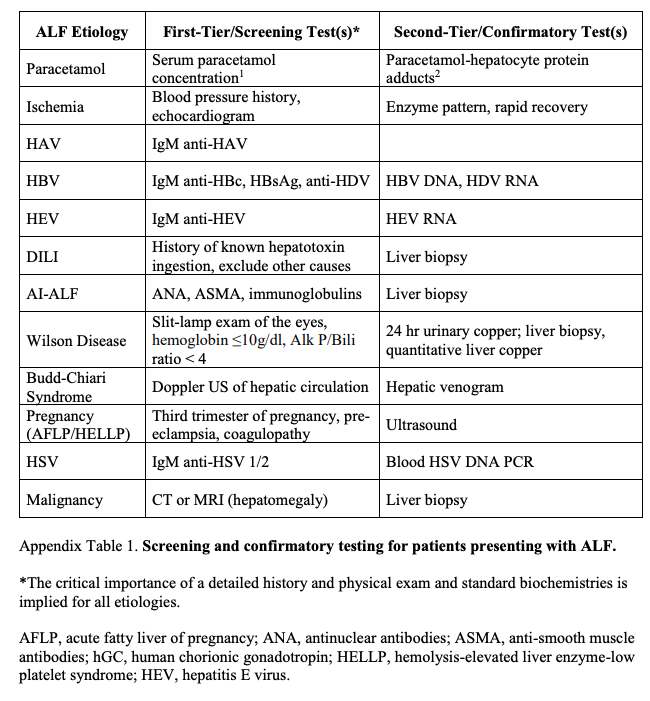 ALF Etiology First-Tier/Screening Test(s)* Second-Tier/Confirmatory Test(s)
Paracetamol Serum paracetamol concentration¹ Paracetamol-hepatocyte protein adducts²
Ischemia Blood pressure history, echocardiogram Enzyme pattern, rapid recovery
HAV IgM anti-HAV
HBV IgM anti-HBc, HBsAg, anti-HDV HBV DNA, HDV RNA
HEV IgM anti-HEV HEV RNA
DILI History of known hepatotoxin ingestion, exclude other causes Liver biopsy
AI-ALF ANA, ASMA, immunoglobulins Liver biopsy
Wilson Disease Slit-lamp exam of the eyes, hemoglobin ≤10g/dl, Alk P/Bili ratio < 4 24 hr urinary copper; liver biopsy, quantitative liver copper
Budd-Chiari Syndrome Doppler US of hepatic circulation Hepatic venogram
Pregnancy (AFLP/HELLP) Third trimester of pregnancy, pre-eclampsia, coagulopathy Ultrasound
HSV IgM anti-HSV 1/2 Blood HSV DNA PCR
Malignancy CT or MRI (hepatomegaly) Liver biopsy
Appendix Table 1. Screening and confirmatory testing for patients presenting with ALF.
*The critical importance of a detailed history and physical exam and standard biochemistries is
implied for all etiologies.
AFLP, acute fatty liver of pregnancy; ANA, antinuclear antibodies; ASMA, anti-smooth muscle
antibodies; hGC, human chorionic gonadotropin; HELLP, hemolysis-elevated liver enzyme-low
platelet syndrome; HEV, hepatitis E virus.